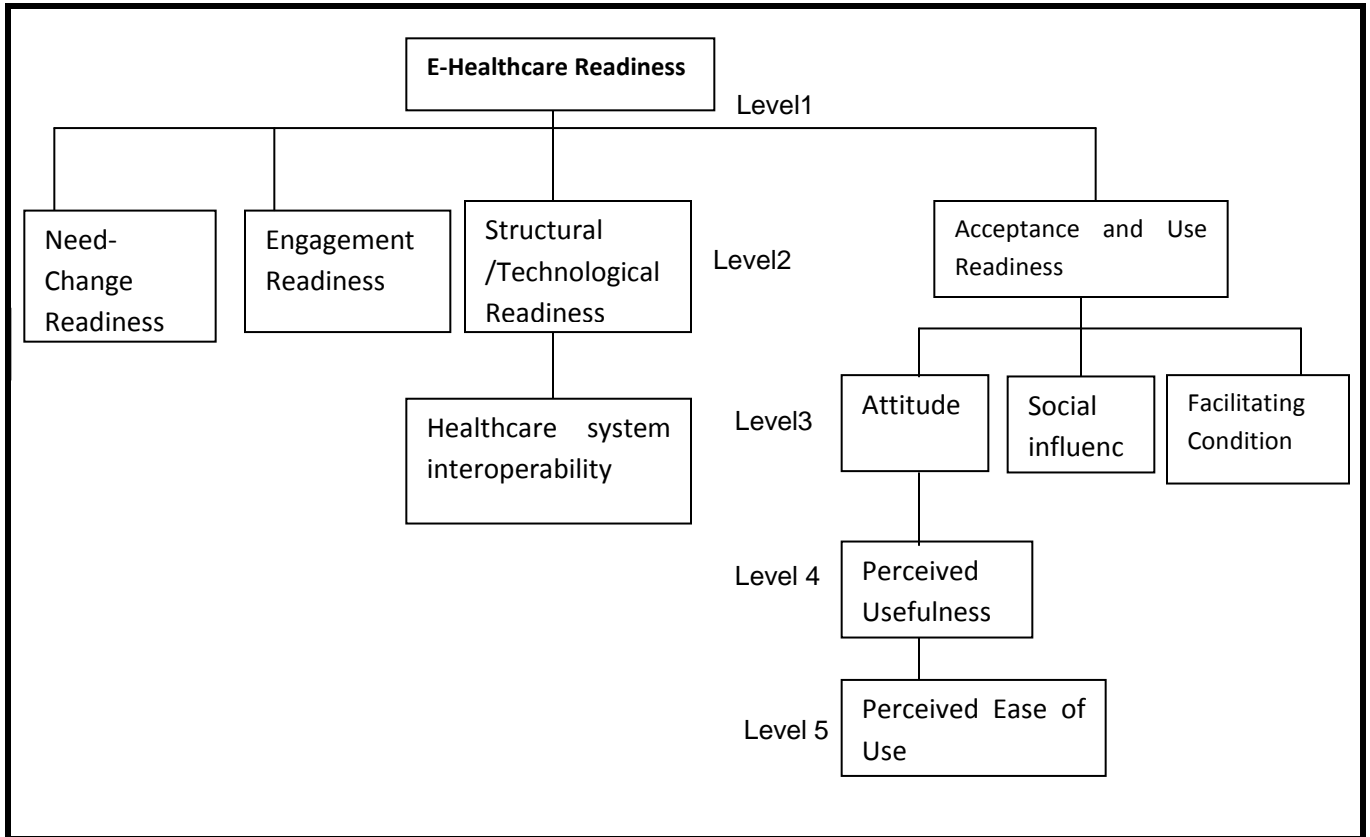 E-Healthcare Readiness
Level1
Need-
Change
Readiness
Engagement
Readiness
Structural
/Technological
Readiness
Level2
Acceptance and Use
Readiness
Healthcare system
interoperability
Level3
Attitude
Social
influenc
Facilitating
Condition
Level 4
Perceived
Usefulness
Level 5
Perceived Ease of
Use